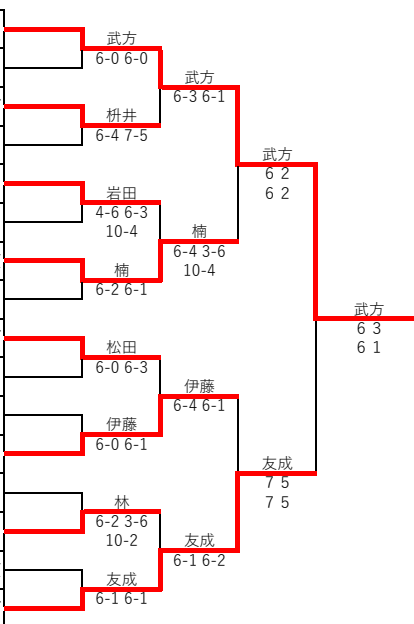 武方
6-0 6-0
武方
6-3 6-1
枡井
6-4 7-5
武方
6 2
6 2
岩田
4-6 6-3
10-4
楠
6-4 3-6
10-4
楠
6-2 6-1
武方
6 3
6 1
松田
6-0 6-3
伊藤
6-4 6-1
伊藤
6-0 6-1
友成
7 5
7 5
林
6-2 3-6
10-2
友成
6-1 6-2
友成
6-1 6-1